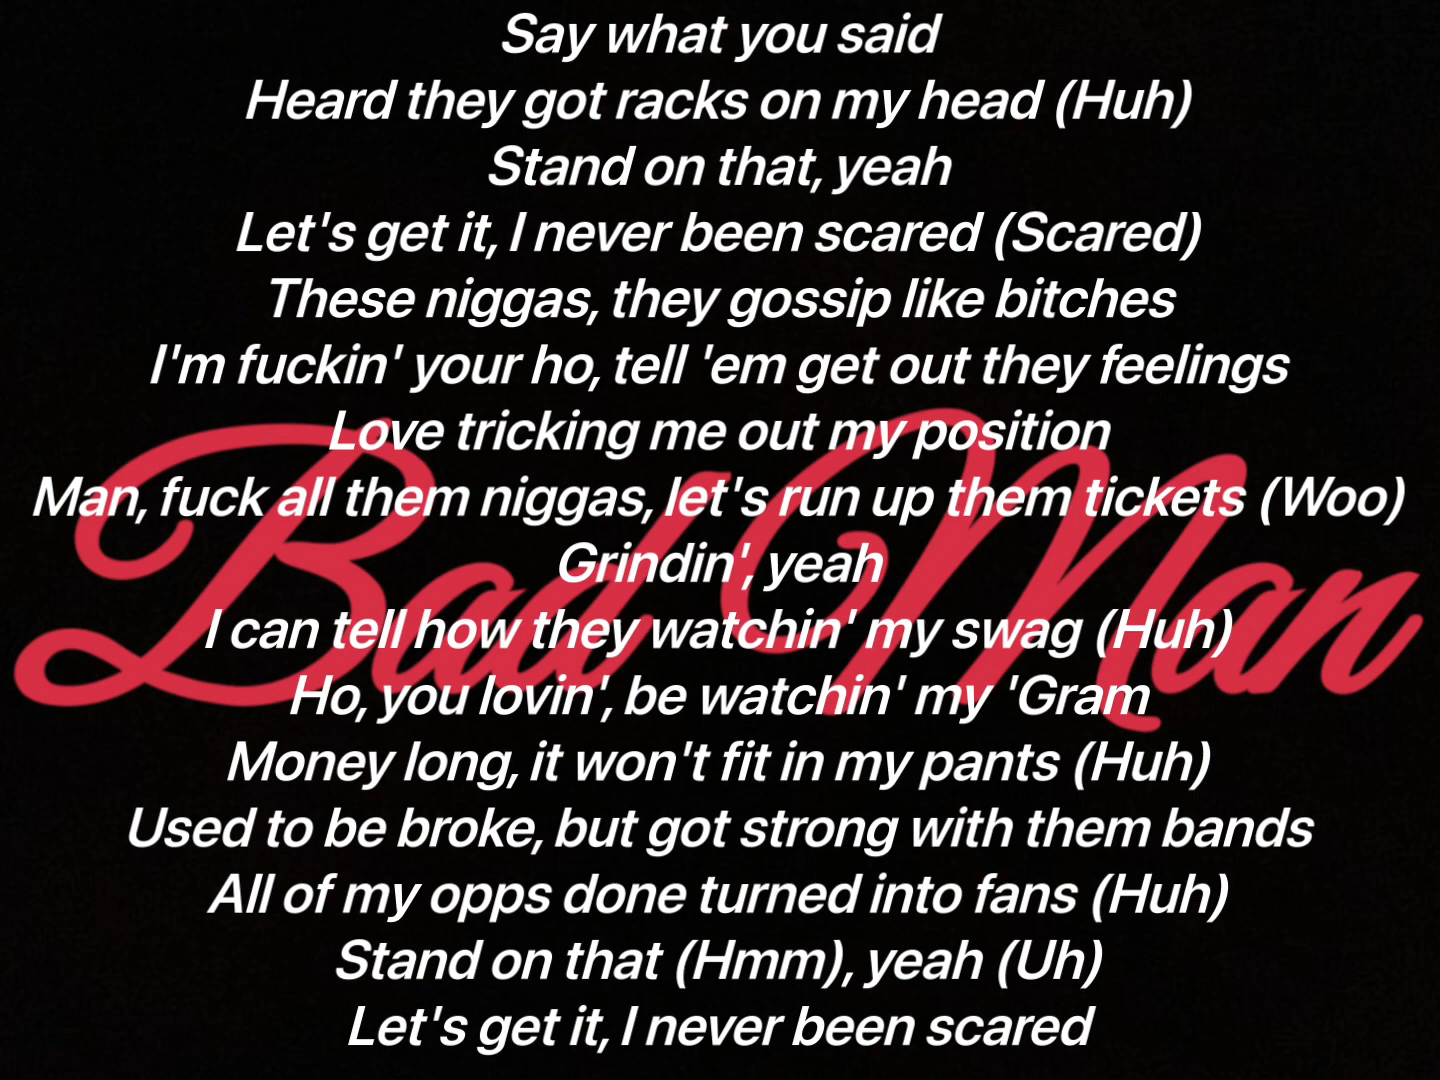 Say what you said
Heard they got racks on my head (Huh)
Stand on that, yeah
Let's get it, I never been scared (Scared)
These niggas, they gossip like bitches
I'm fuckin' your ho, tell 'em get out they feelings
Love tricking me out my position
Man, fuck all them niggas, let's run up them tickets (Woo)
Bad Man
Grindin', yeah
I can tell how they watchin' my swag (Huh)
Ho, you lovin', be watchin' my 'Gram
Money long, it won't fit in my pants (Huh)
Used to be broke, but got strong with them bands
All of my opps done turned into fans (Huh)
Stand on that (Hmm), yeah (Uh)
Let's get it, I never been scared